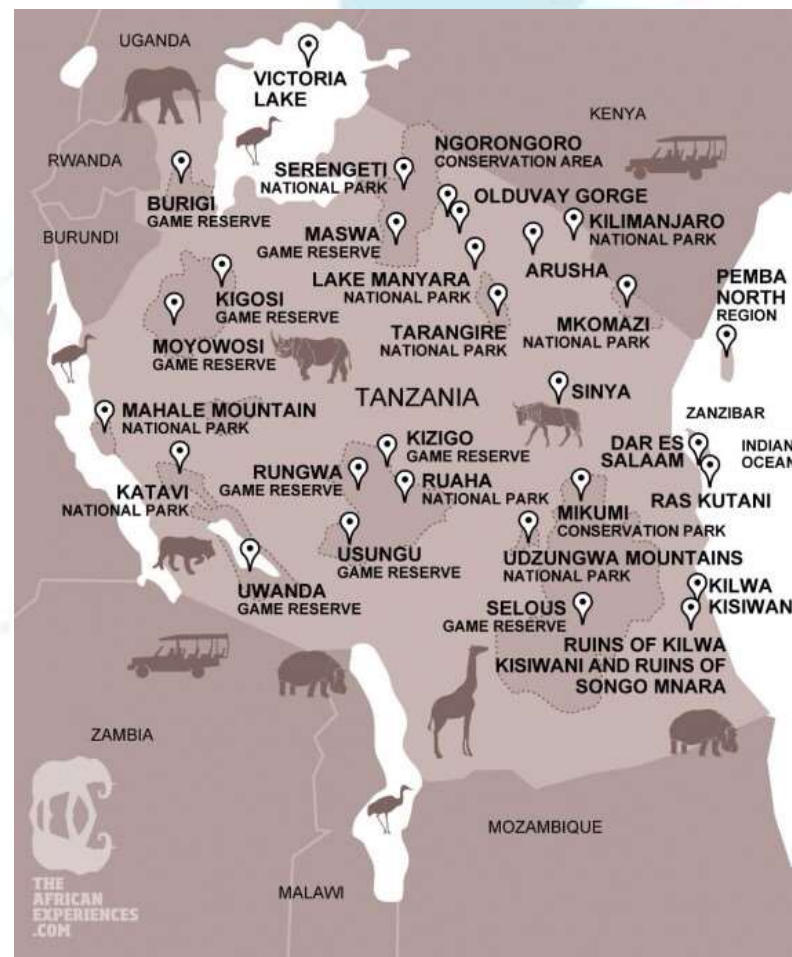 UGANDA
VICTORIA
LAKE
KENYA
NGORONGORO
CONSERVATION AREA
RWANDA
SERENGETI
NATIONAL PARK
BURIGI
GAME RESERVE
OLDUVAY GORGE
KILIMANJARO
NATIONAL PARK
BURUNDI
MASWA
GAME RESERVE
ARUSHA
LAKE MANYARA
NATIONAL PARK
PEMBA
NORTH
REGION
KIGOSI
GAME RESERVE
MKOMAZI
NATIONAL PARK
TARANGIRE
NATIONAL PARK
MOYOWOSI
GAME RESERVE
TANZANIA
SINYA
MAHALE MOUNTAIN
NATIONAL PARK
ZANZIBAR
KIZIGO
GAME RESERVE
DAR ES
SALAAM
INDIAN
OCEAN
RUNGWA
GAME RESERVE
RUAHA
NATIONAL PARK
KATAVI
NATIONAL PARK
RAS KUTANI
MIKUMI
CONSERVATION PARK
USUNGU
GAME RESERVE
UDZUNGWA MOUNTAINS
NATIONAL PARK
UWANDA
GAME RESERVE
KILWA
KISIWAN
SELOUS
GAME RESERVE
RUINS OF KILWA
KISIWANI AND RUINS OF
SONGO MNARA
ZAMBIA
MOZAMBIQUE
MALAWI
THE
AFRICAN
EXPERIENCES
.COM